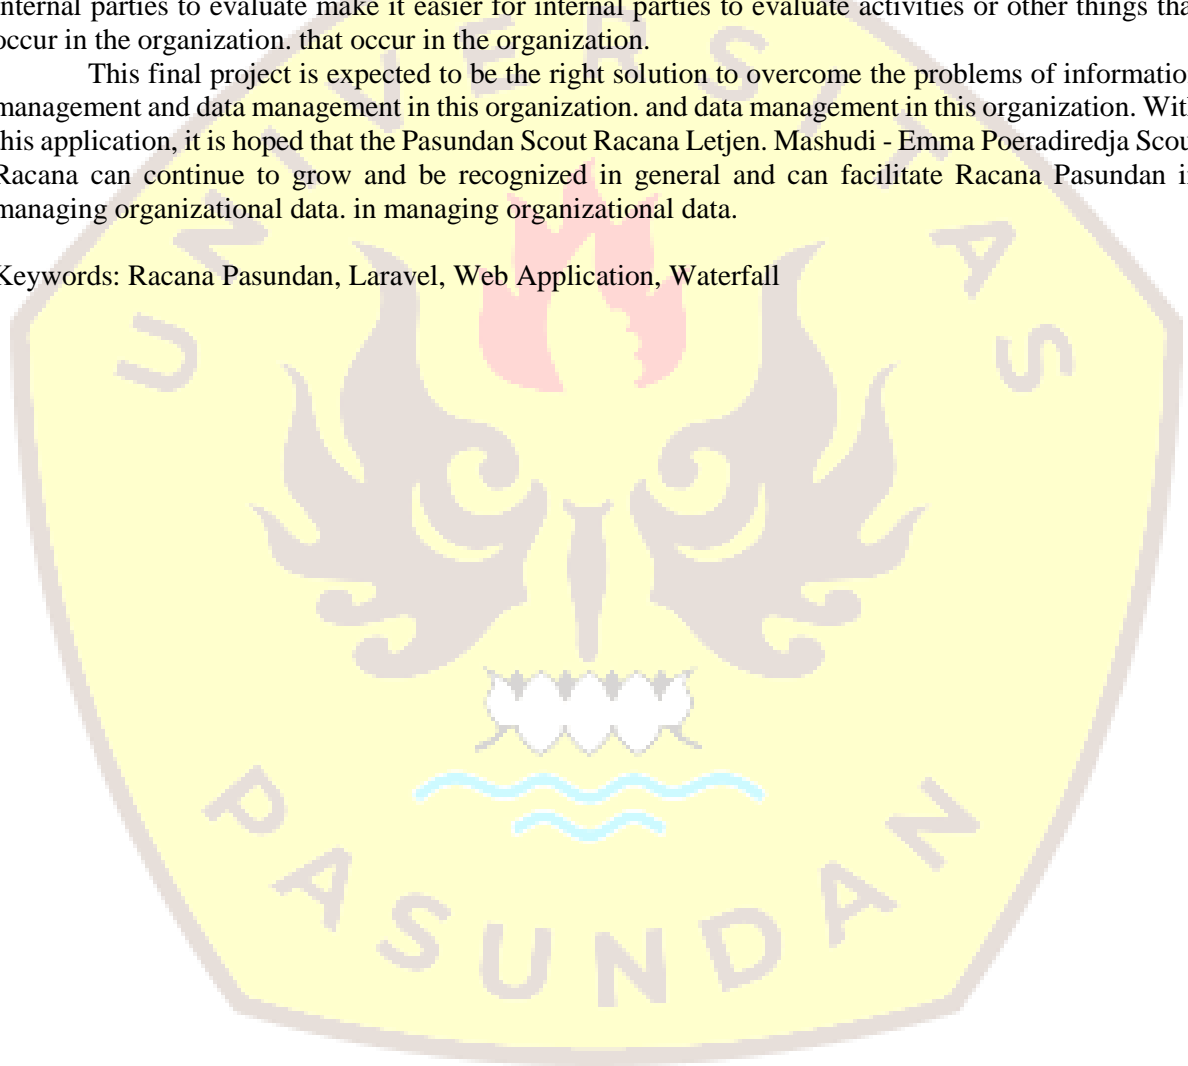 internal parties to evaluate make it easier for internal parties to evaluate activities or other things tha
occur in the organization. that occur in the organization.
This final project is expected to be the right solution to overcome the problems of informatio
management and data management in this organization. and data management in this organization. Wit
this application, it is hoped that the Pasundan Scout Racana Letjen. Mashudi - Emma Poeradiredja Scou
Racana can continue to grow and be recognized in general and can facilitate Racana Pasundan i
managing organizational data. in managing organizational data.
Keywords: Racana Pasundan, Laravel, Web Application, Waterfall
UNIVERSITAS
PASUNDAN